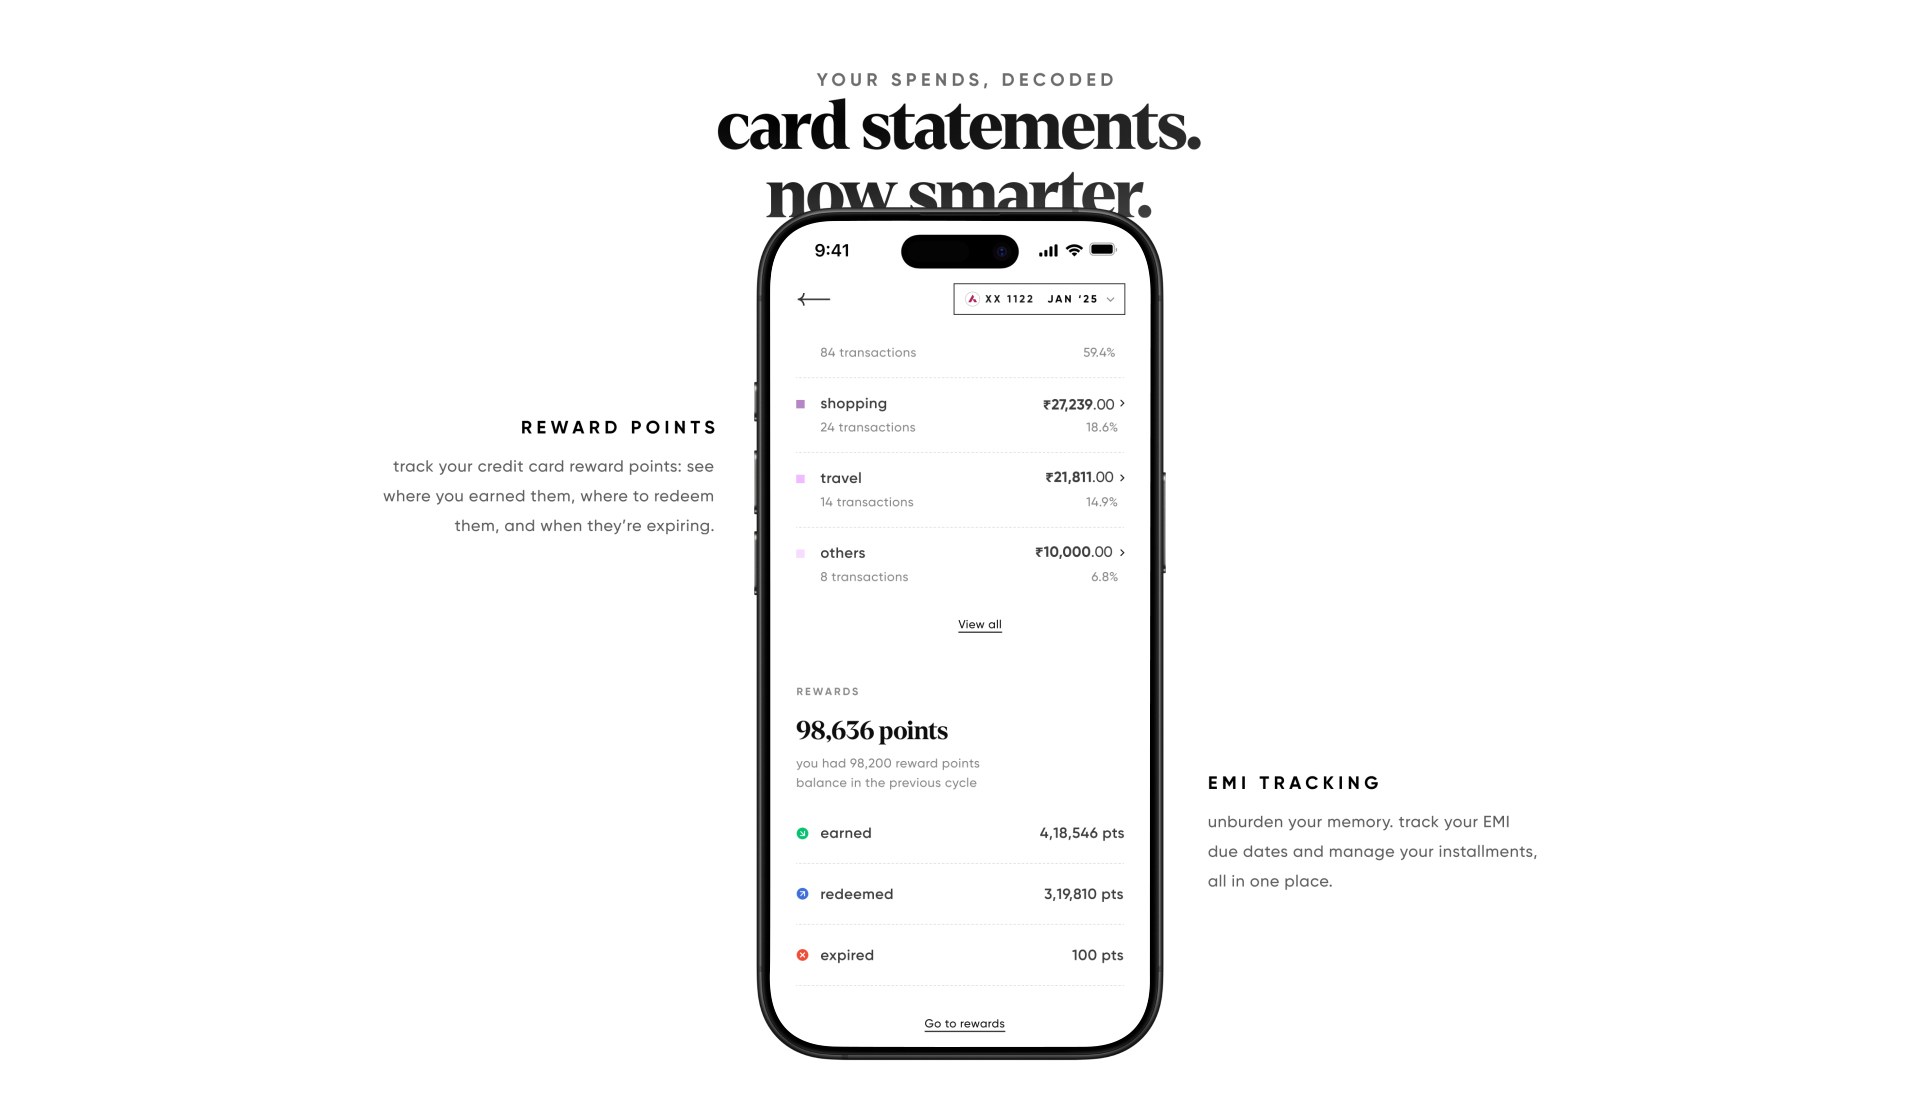 YOUR SPENDS, DECODED
card statements.
now smarter.
9:41
XX 1122 JAN ‘25
84 transactions 59.4%
shopping ₹27,239.00
24 transactions 18.6%
travel ₹21,811.00
14 transactions 14.9%
others ₹10,000.00
8 transactions 6.8%
View all
REWARDS
98,636 points
you had 98,200 reward points
balance in the previous cycle
earned 4,18,546 pts
redeemed 3,19,810 pts
expired 100 pts
Go to rewards
REWARD POINTS
track your credit card reward points: see
where you earned them, where to redeem
them, and when they’re expiring.
EMI TRACKING
unburden your memory. track your EMI
due dates and manage your installments,
all in one place.